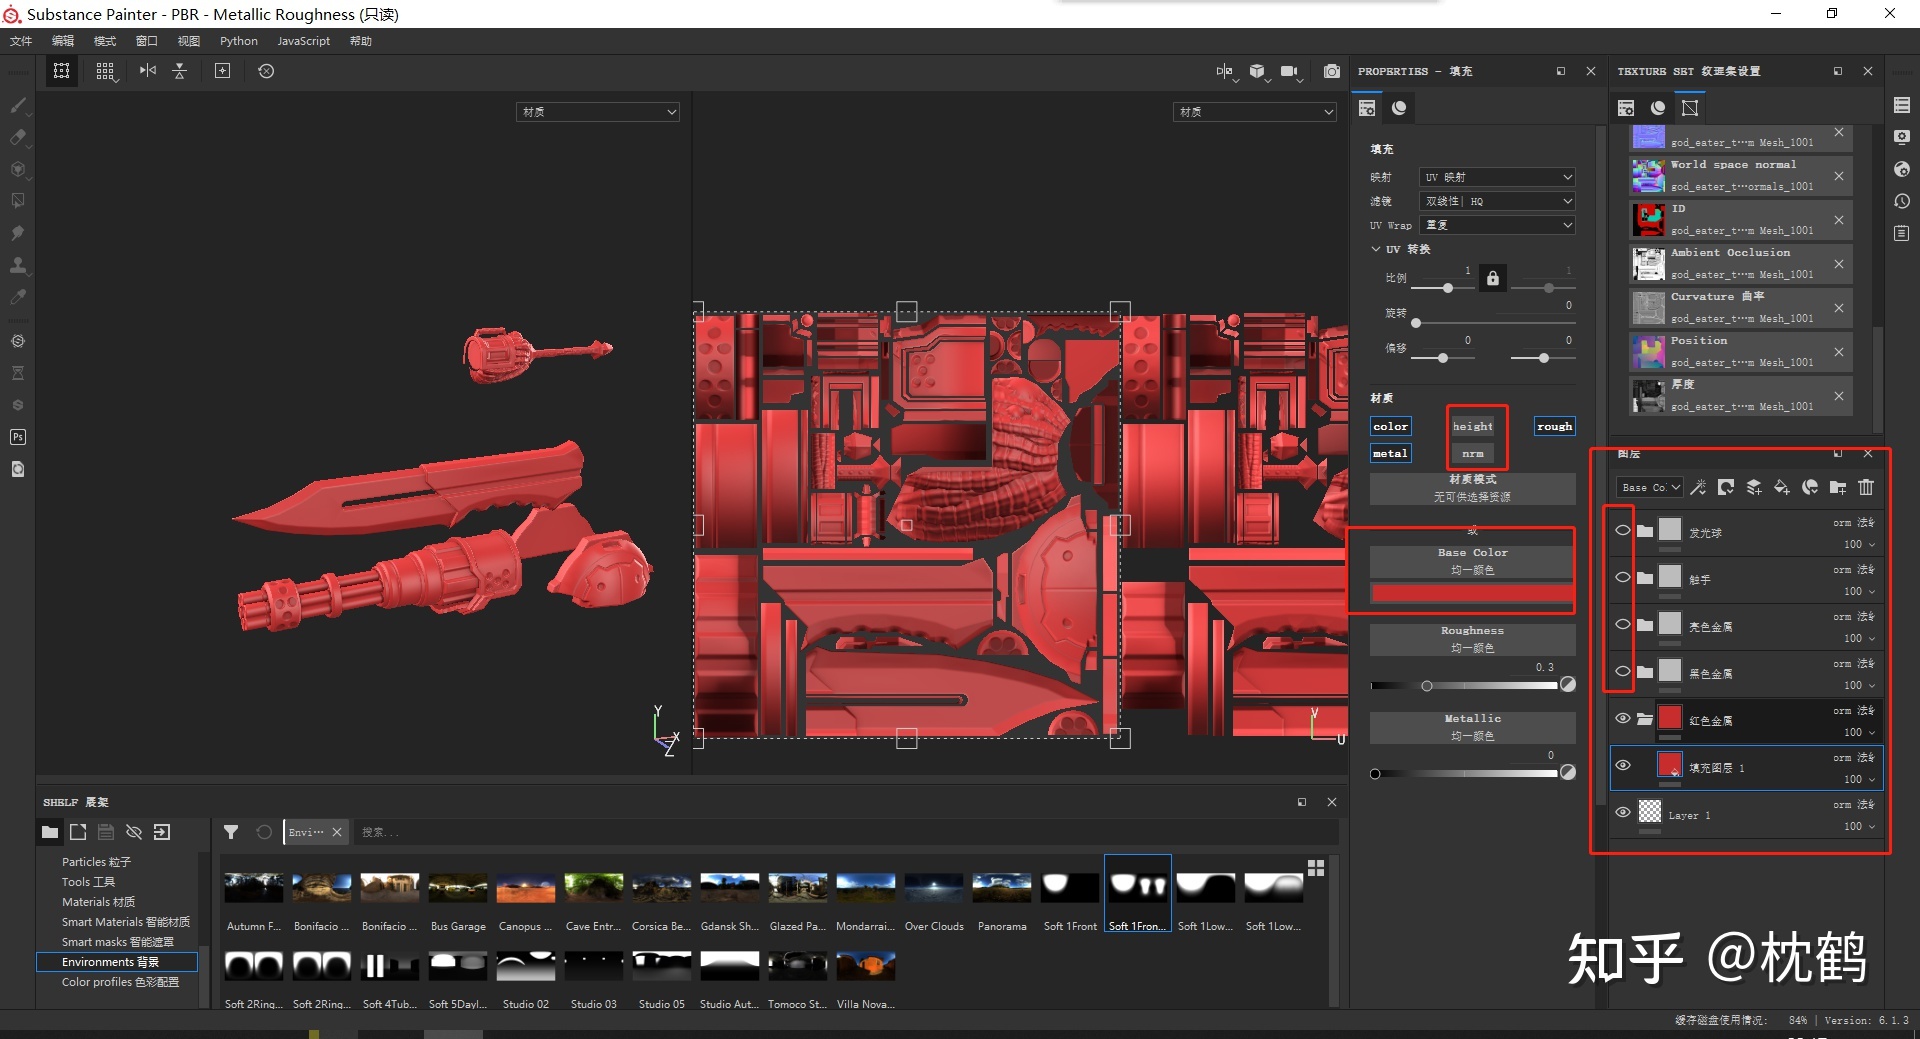 Substance Painter - PBR - Metallic Roughness (只读)
文件 编辑 模式 窗口 视图 Python JavaScript 帮助
材质
材质
PROPERTIES - 填充
填充
映射 UV 映射
滤镜 双线性| HQ
UV Wrap 重复
UV 转换
比例 1 1
旋转 0
偏移 0 0
材质
color height rough
metal nrm
材质模式
无可供选择资源
或
Base Color
均一颜色
Roughness
均一颜色
0.3
Metallic
均一颜色
0
TEXTURE SET 纹理集设置
god_eater_t…m Mesh_1001
World space normal
god_eater_t…ormals_1001
ID
god_eater_t…m Mesh_1001
Ambient Occlusion
god_eater_t…m Mesh_1001
Curvature 曲率
god_eater_t…m Mesh_1001
Position
god_eater_t…m Mesh_1001
厚度
god_eater_t…m Mesh_1001
图层
Base Co
发光球 orm 法线 100
触手 orm 法线 100
亮色金属 orm 法线 100
黑色金属 orm 法线 100
红色金属 orm 法线 100
填充图层 1 orm 法线 100
Layer 1 orm 法线 100
Y
X
Z
V
U
Ps
SHELF 展架
Envi…
搜索...
Particles 粒子
Tools 工具
Materials 材质
Smart Materials 智能材质
Smart masks 智能遮罩
Environments 背景
Color profiles 色彩配置
Autumn F... Bonifacio ... Bonifacio ... Bus Garage Canopus ... Cave Entr... Corsica Be... Gdansk Sh... Glazed Pa... Mondarrai... Over Clouds Panorama Soft 1Front Soft 1Fron... Soft 1Low... Soft 1Low...
Soft 2Ring... Soft 2Ring... Soft 4Tub... Soft 5Dayl... Studio 02 Studio 03 Studio 05 Studio Aut... Tomoco St... Villa Nova...
知乎 @枕鹤
缓存磁盘使用情况: 84% | Version: 6.1.3